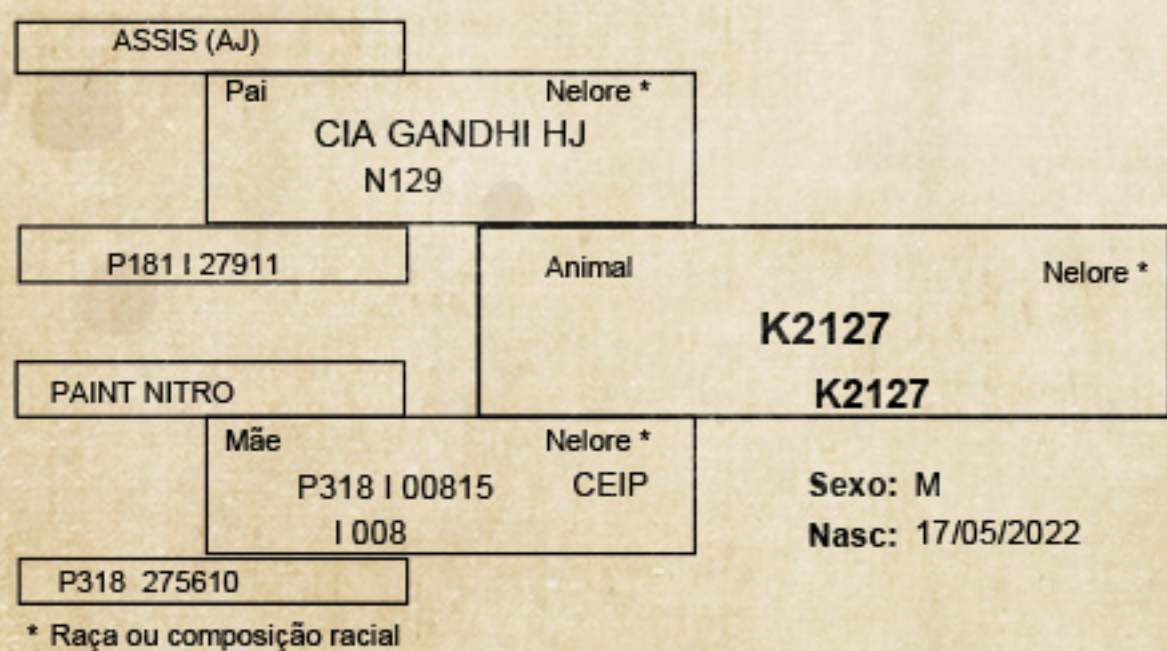 ASSIS (AJ)
Pai Nelore *
CIA GANDHI HJ
N129
P181 I 27911
Animal Nelore *
K2127
PAINT NITRO
K2127
Mãe Nelore *
P318 I 00815 CEIP
I 008
Sexo: M
Nasc: 17/05/2022
P318 275610
* Raça ou composição racial